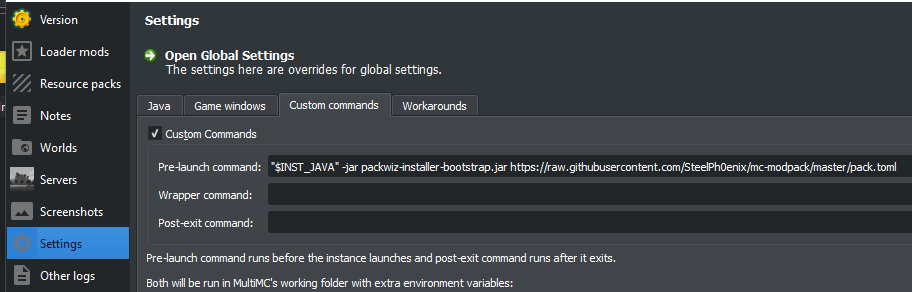 Version
Loader mods
Resource packs
Notes
Worlds
Servers
Screenshots
Settings
Other logs
Settings
Open Global Settings
The settings here are overrides for global settings.
Java Game windows Custom commands Workarounds
Custom Commands
Pre-launch command: "$INST_JAVA" -jar packwiz-installer-bootstrap.jar https://raw.githubusercontent.com/SteelPh0enix/mc-modpack/master/pack.toml
Wrapper command:
Post-exit command:
Pre-launch command runs before the instance launches and post-exit command runs after it exits.
Both will be run in MultiMC's working folder with extra environment variables: